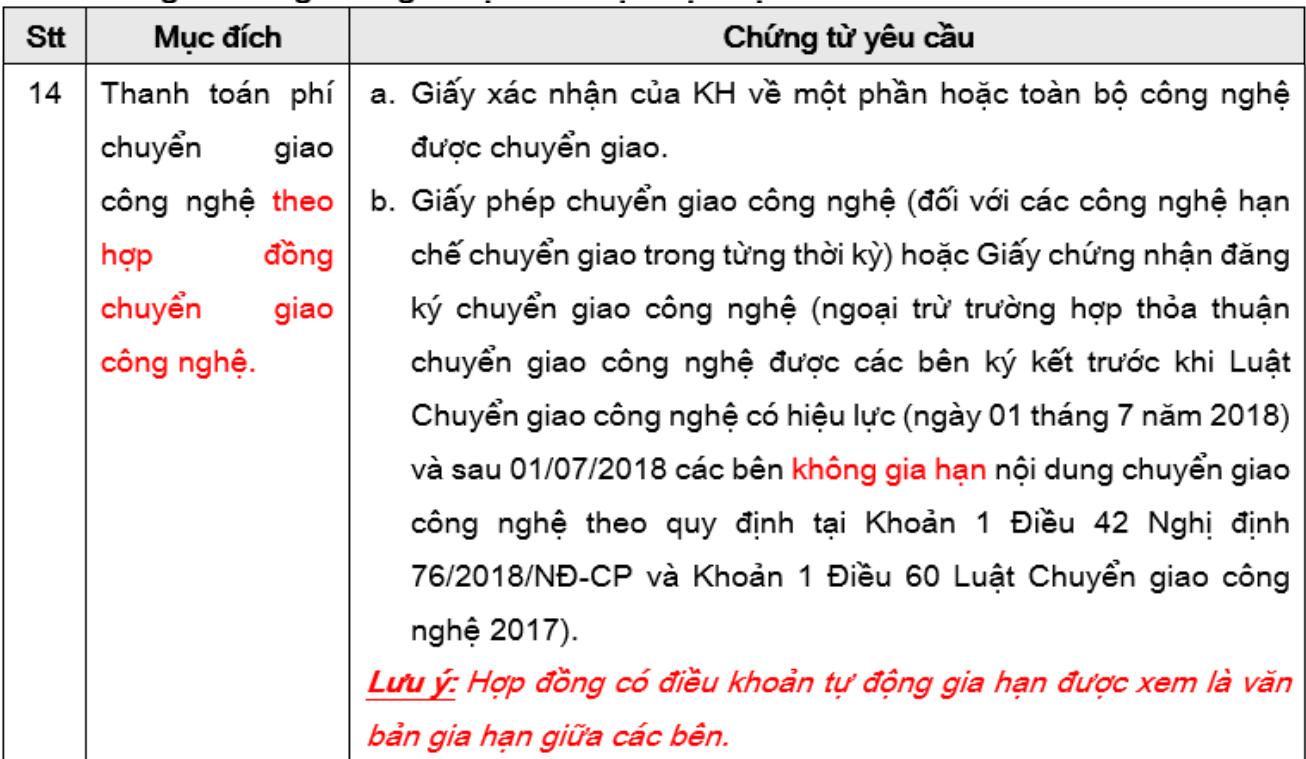 Stt Mục đích Chứng từ yêu cầu
14 Thanh toán phí chuyển giao công nghệ theo hợp đồng chuyển giao công nghệ.
a. Giấy xác nhận của KH về một phần hoặc toàn bộ công nghệ
được chuyển giao.
b. Giấy phép chuyển giao công nghệ (đối với các công nghệ hạn
chế chuyển giao trong từng thời kỳ) hoặc Giấy chứng nhận đăng
ký chuyển giao công nghệ (ngoại trừ trường hợp thỏa thuận
chuyển giao công nghệ được các bên ký kết trước khi Luật
Chuyển giao công nghệ có hiệu lực (ngày 01 tháng 7 năm 2018)
và sau 01/07/2018 các bên không gia hạn nội dung chuyển giao
công nghệ theo quy định tại Khoản 1 Điều 42 Nghị định
76/2018/NĐ-CP và Khoản 1 Điều 60 Luật Chuyển giao công
nghệ 2017).
Lưu ý: Hợp đồng có điều khoản tự động gia hạn được xem là văn
bản gia hạn giữa các bên.